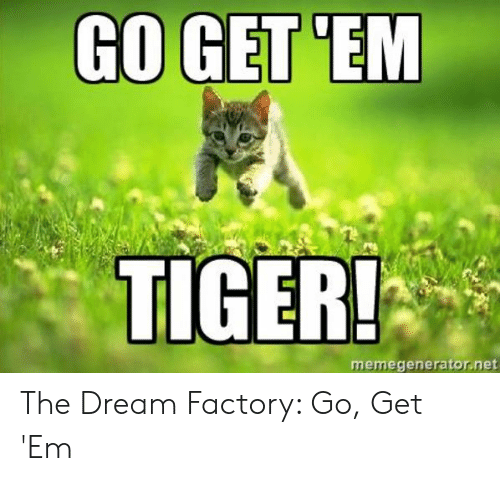 GO GET 'EM
TIGER!
memegenerator.net
The Dream Factory: Go, Get
'Em